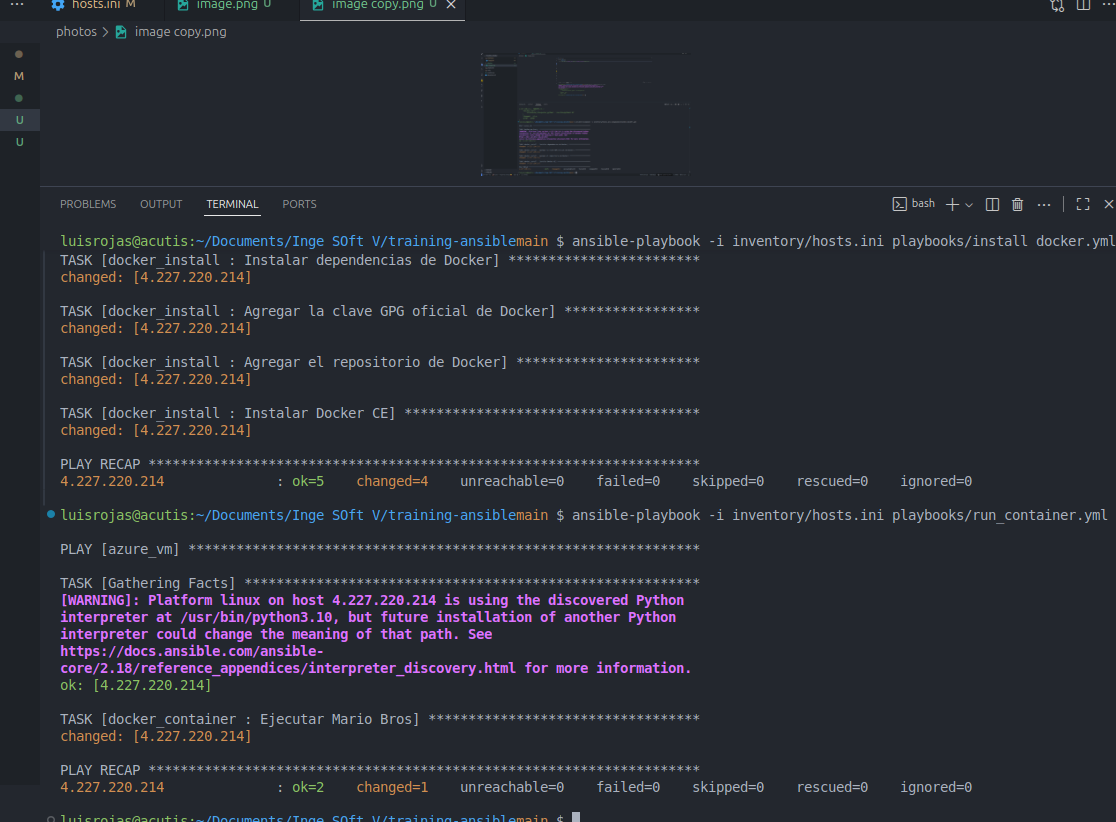 ··· hosts.ini M image.png U image copy.png U
photos > image copy.png
M
U
U
PROBLEMS OUTPUT TERMINAL PORTS bash
luisrojas@acutis:~/Documents/Inge SOft V/training-ansiblemain $ ansible-playbook -i inventory/hosts.ini playbooks/install_docker.yml
TASK [docker_install : Instalar dependencias de Docker] ************************
changed: [4.227.220.214]
TASK [docker_install : Agregar la clave GPG oficial de Docker] *****************
changed: [4.227.220.214]
TASK [docker_install : Agregar el repositorio de Docker] ***********************
changed: [4.227.220.214]
TASK [docker_install : Instalar Docker CE] *************************************
changed: [4.227.220.214]
PLAY RECAP *********************************************************************
4.227.220.214 : ok=5 changed=4 unreachable=0 failed=0 skipped=0 rescued=0 ignored=0
luisrojas@acutis:~/Documents/Inge SOft V/training-ansiblemain $ ansible-playbook -i inventory/hosts.ini playbooks/run_container.yml
PLAY [azure_vm] ****************************************************************
TASK [Gathering Facts] *********************************************************
[WARNING]: Platform linux on host 4.227.220.214 is using the discovered Python
interpreter at /usr/bin/python3.10, but future installation of another Python
interpreter could change the meaning of that path. See
https://docs.ansible.com/ansible-
core/2.18/reference_appendices/interpreter_discovery.html for more information.
ok: [4.227.220.214]
TASK [docker_container : Ejecutar Mario Bros] **********************************
changed: [4.227.220.214]
PLAY RECAP *********************************************************************
4.227.220.214 : ok=2 changed=1 unreachable=0 failed=0 skipped=0 rescued=0 ignored=0
luisrojas@acutis:~/Documents/Inge SOft V/training-ansiblemain $